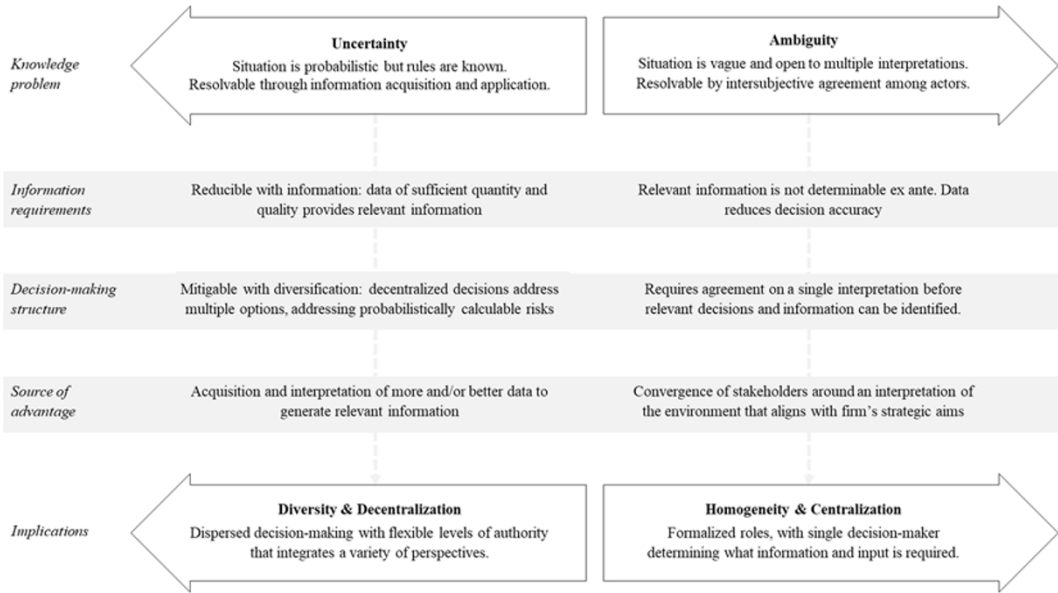 Knowledge
problem
Uncertainty
Situation is probabilistic but rules are known.
Resolvable through information acquisition and application.
Ambiguity
Situation is vague and open to multiple interpretations.
Resolvable by intersubjective agreement among actors.
Information
requirements
Reducible with information: data of sufficient quantity and
quality provides relevant information
Relevant information is not determinable ex ante. Data
reduces decision accuracy
Decision-making
structure
Mitigable with diversification: decentralized decisions address
multiple options, addressing probabilistically calculable risks
Requires agreement on a single interpretation before
relevant decisions and information can be identified.
Source of
advantage
Acquisition and interpretation of more and/or better data to
generate relevant information
Convergence of stakeholders around an interpretation of
the environment that aligns with firm's strategic aims
Implications
Diversity & Decentralization
Dispersed decision-making with flexible levels of authority
that integrates a variety of perspectives.
Homogeneity & Centralization
Formalized roles, with single decision-maker
determining what information and input is required.